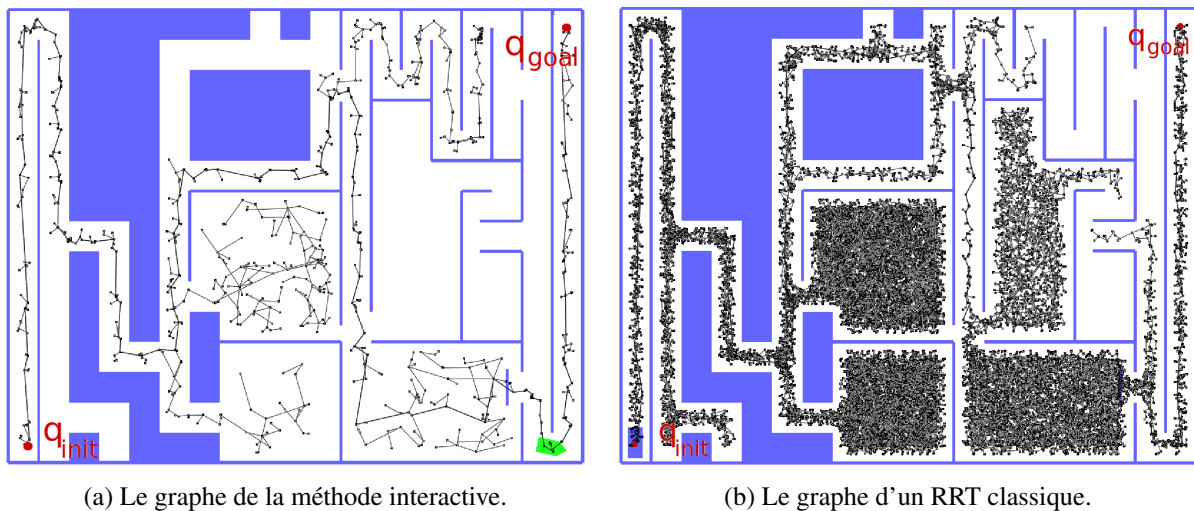 q_goal
q_init
q_goal
q_init
(a) Le graphe de la méthode interactive.
(b) Le graphe d'un RRT classique.